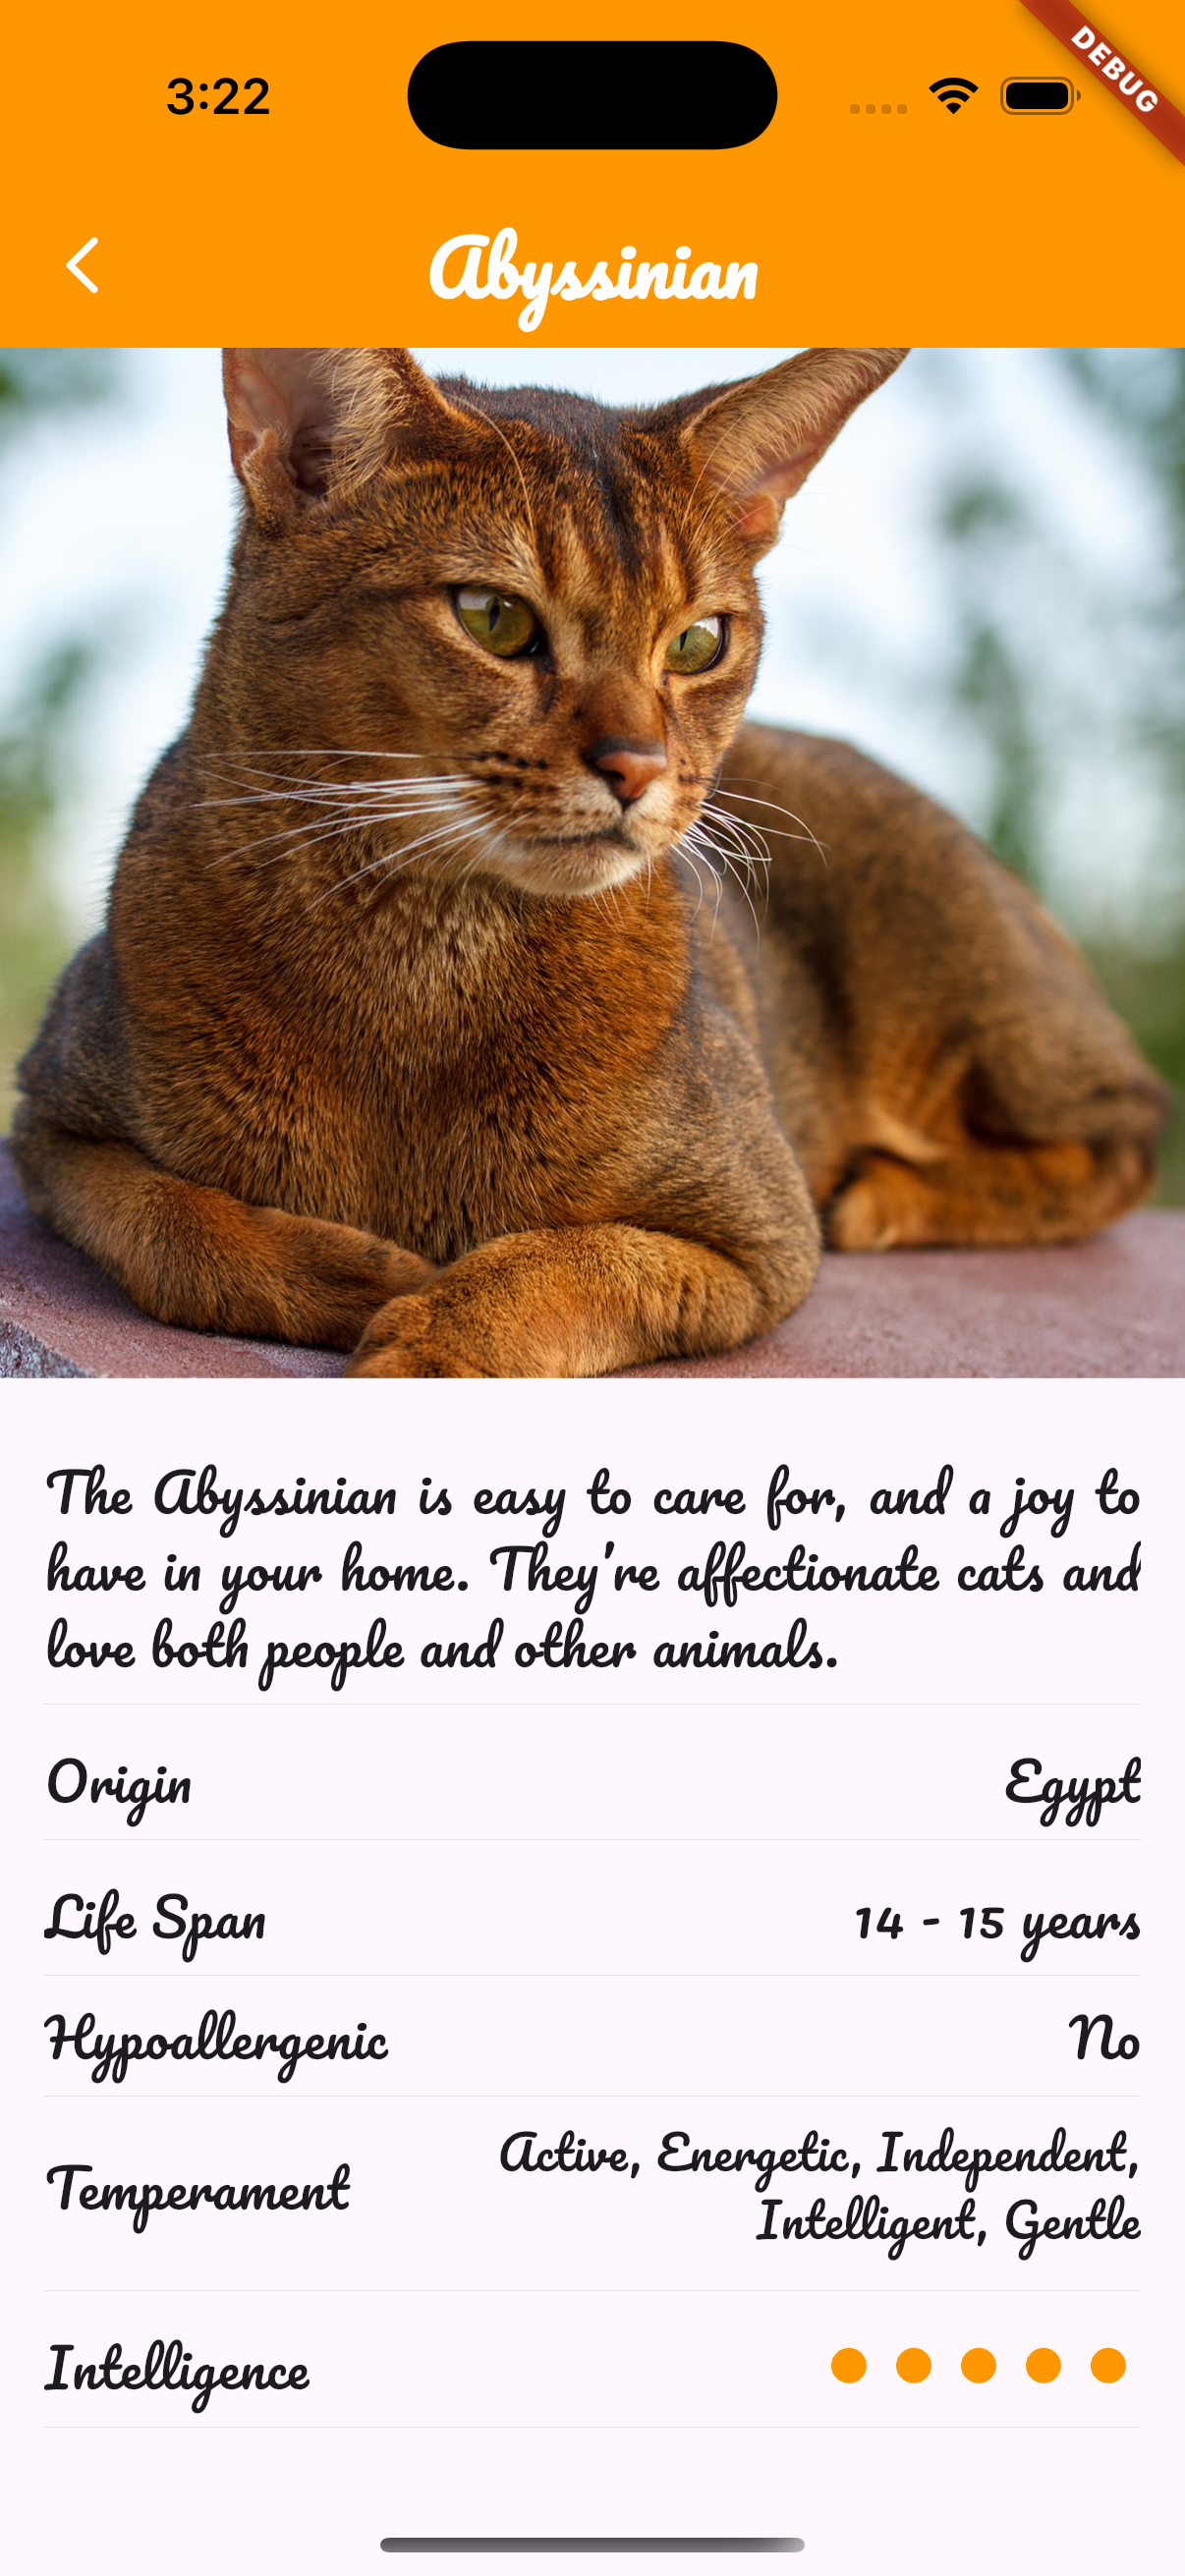 3:22
DEBUG
Abyssinian
The Abyssinian is easy to care for, and a joy to
have in your home. They're affectionate cats and
love both people and other animals.
Origin Egypt
Life Span 14 - 15 years
Hypoallergenic No
Temperament Active, Energetic, Independent,
Intelligent, Gentle
Intelligence